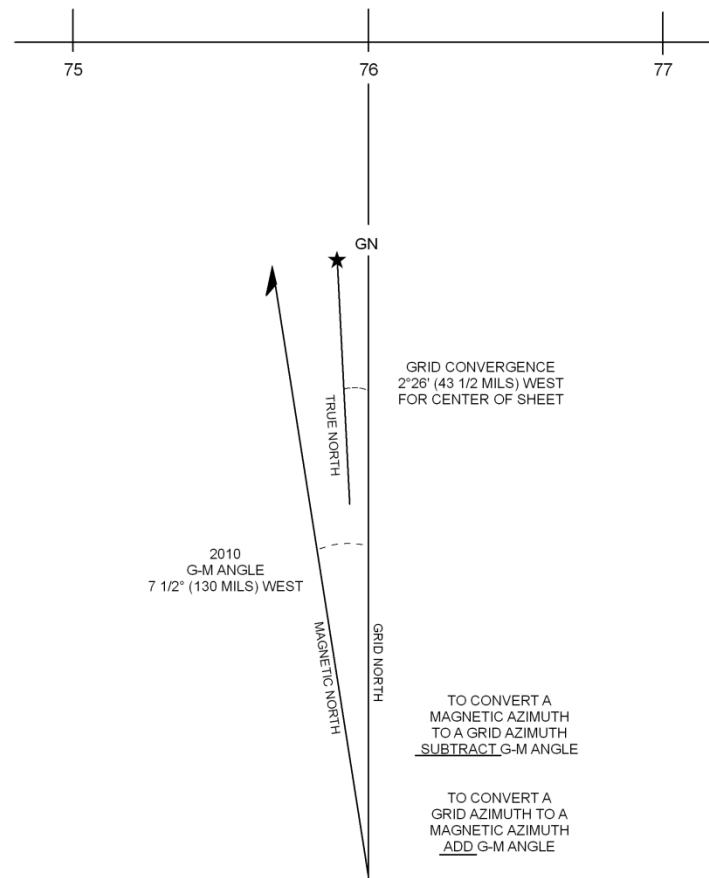 75
76
77
GN
GRID CONVERGENCE
2°26' (43 1/2 MILS) WEST
FOR CENTER OF SHEET
TRUE NORTH
2010
G-M ANGLE
7 1/2° (130 MILS) WEST
MAGNETIC NORTH
GRID NORTH
TO CONVERT A
MAGNETIC AZIMUTH
TO A GRID AZIMUTH
SUBTRACT G-M ANGLE
TO CONVERT A
GRID AZIMUTH TO A
MAGNETIC AZIMUTH
ADD G-M ANGLE